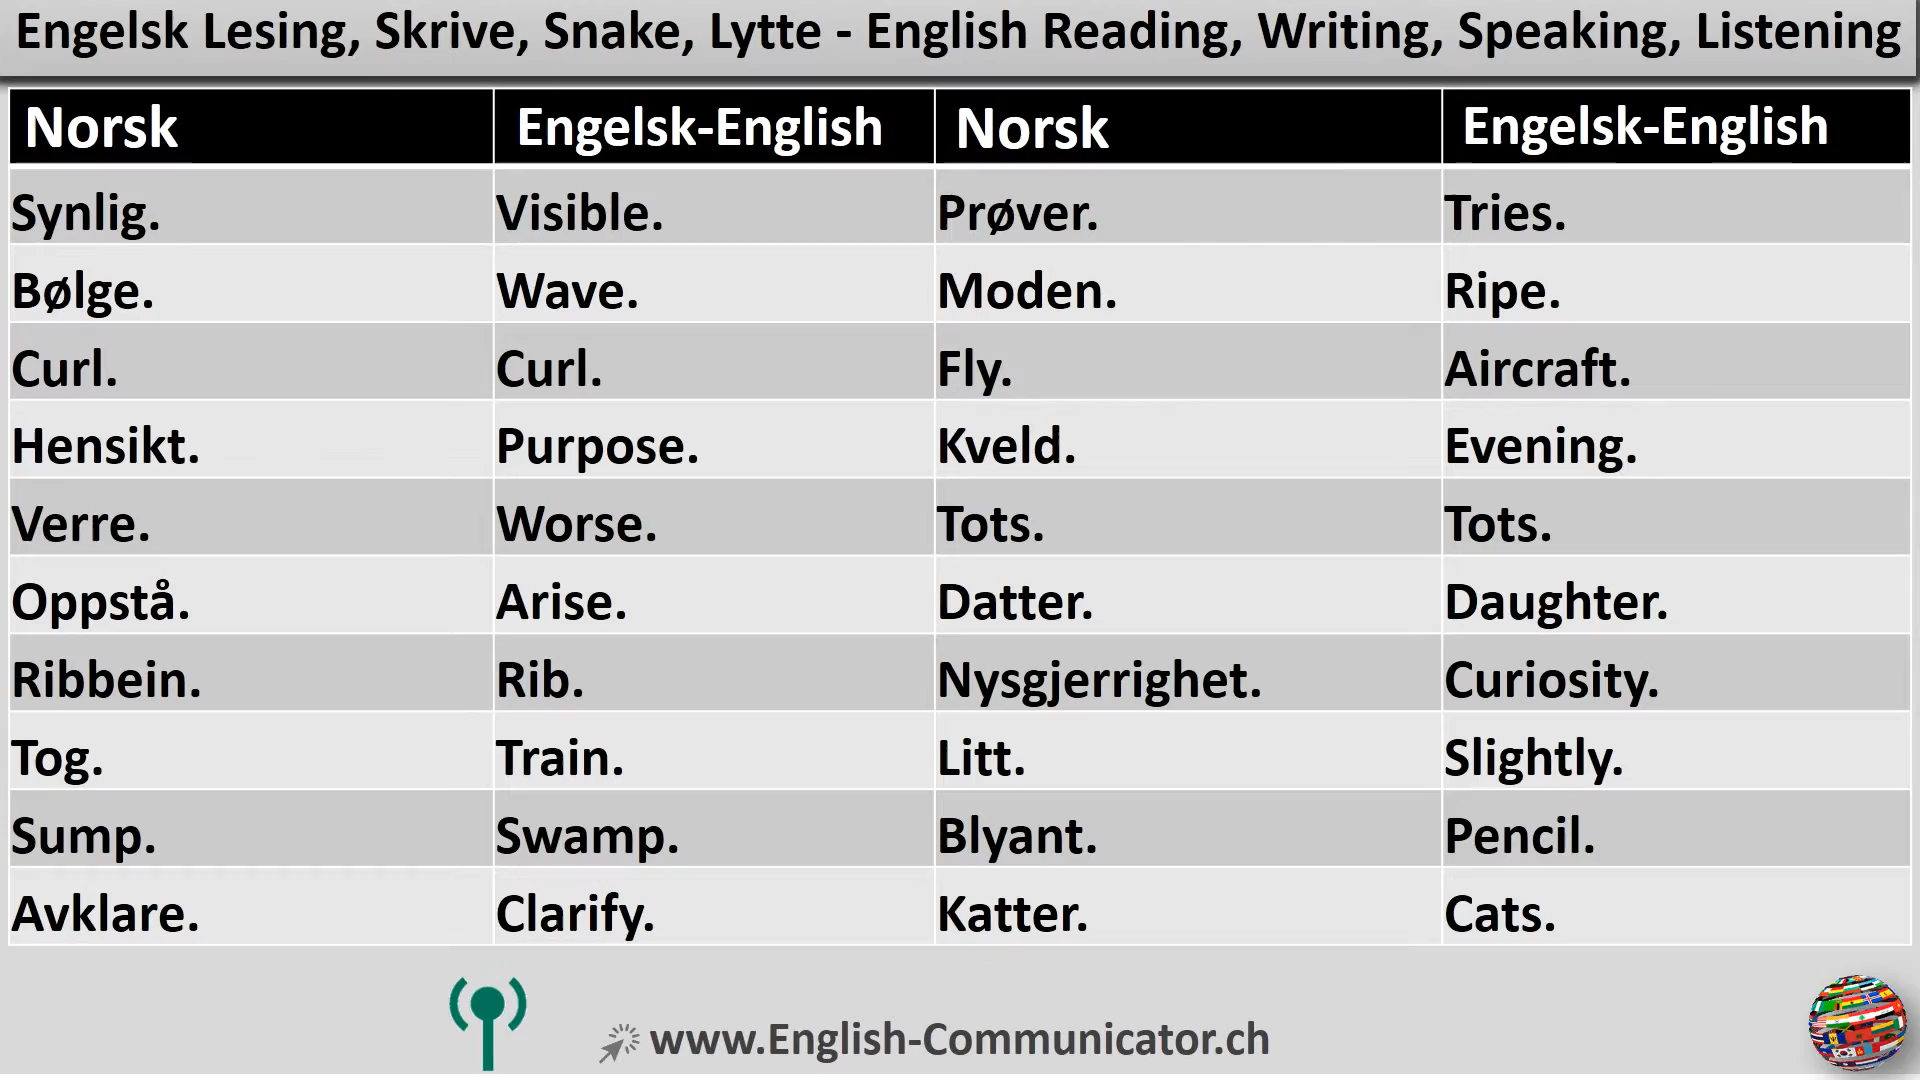 Engelsk Lesing, Skrive, Snake, Lytte - English Reading, Writing, Speaking, Listening
Norsk Engelsk-English Norsk Engelsk-English
Synlig. Visible. Prøver. Tries.
Bølge. Wave. Moden. Ripe.
Curl. Curl. Fly. Aircraft.
Hensikt. Purpose. Kveld. Evening.
Verre. Worse. Tots. Tots.
Oppstå. Arise. Datter. Daughter.
Ribbein. Rib. Nysgjerrighet. Curiosity.
Tog. Train. Litt. Slightly.
Sump. Swamp. Blyant. Pencil.
Avklare. Clarify. Katter. Cats.
www.English-Communicator.ch